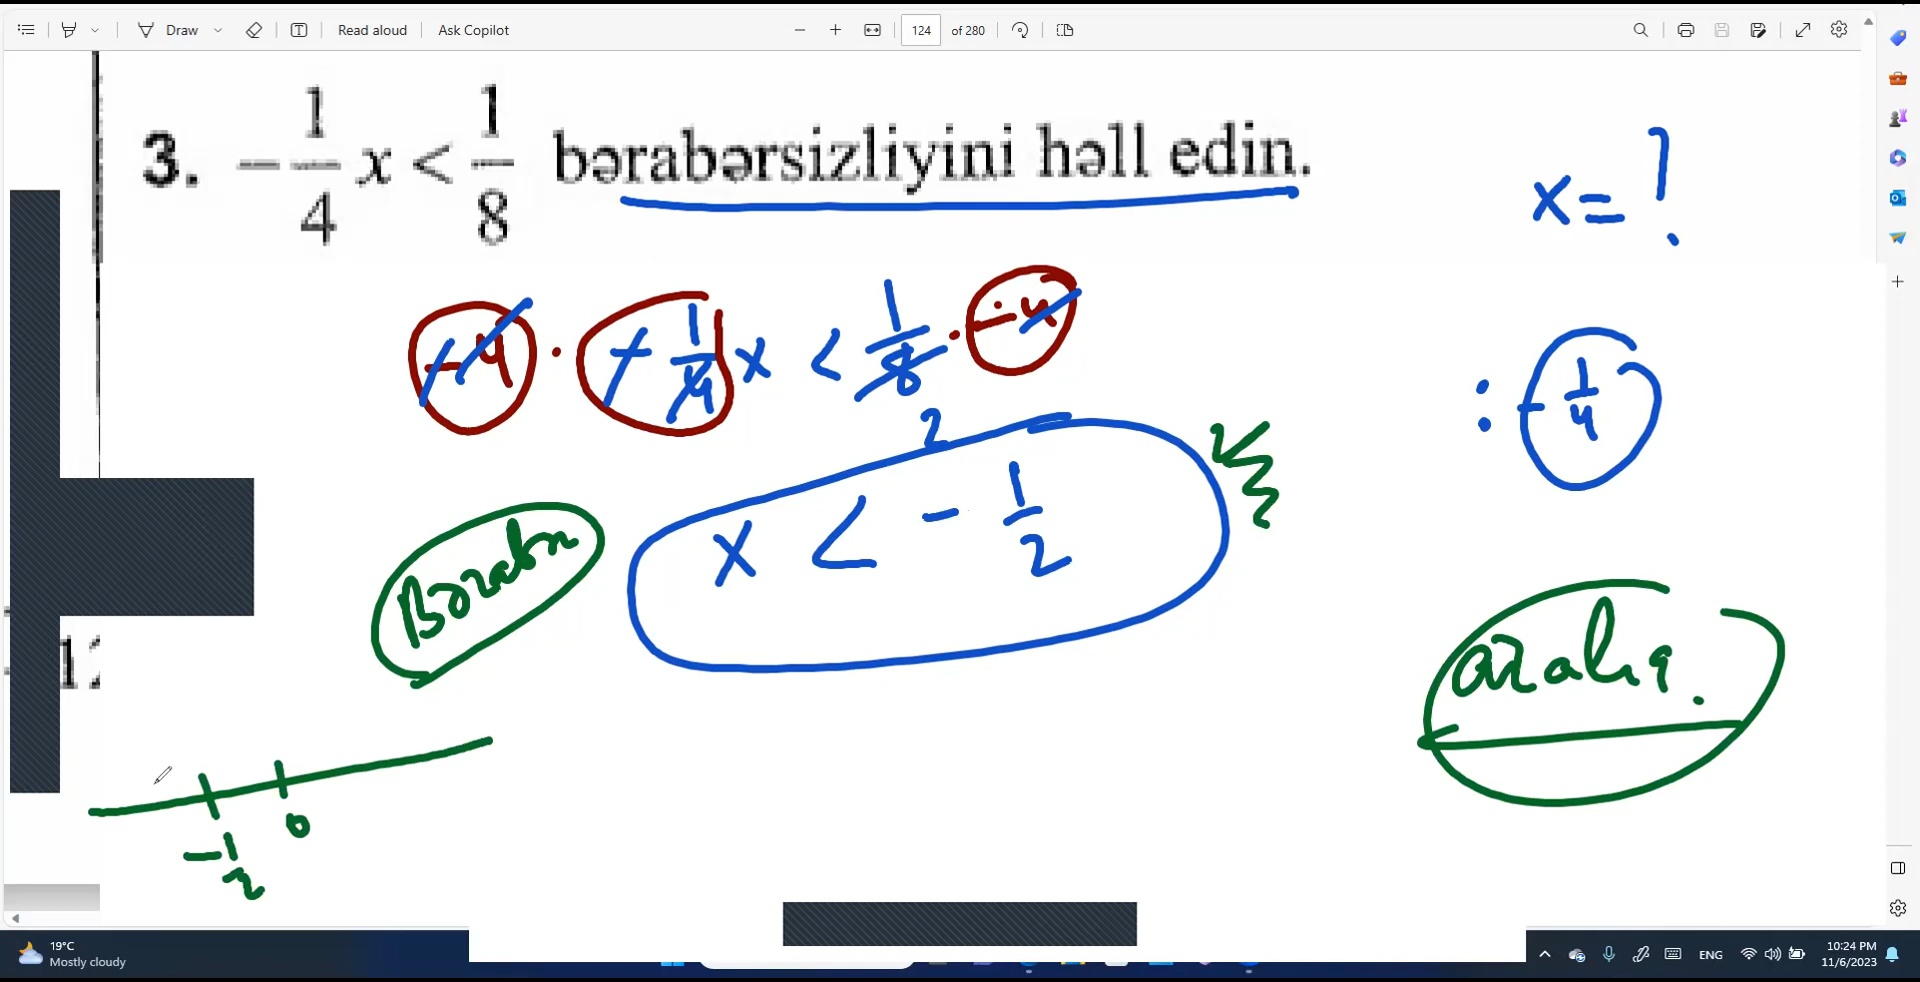 Draw
Read aloud
Ask Copilot
124 of 280
3. -1/4 x < 1/8 bərabərsizliyini həll edin.
x = ?
-4 · -1/4 x < 1/8 · -4
2
: -1/4
x < -1/2
aralıq.
0
-1/2
19°C
Mostly cloudy
ENG
10:24 PM
11/6/2023